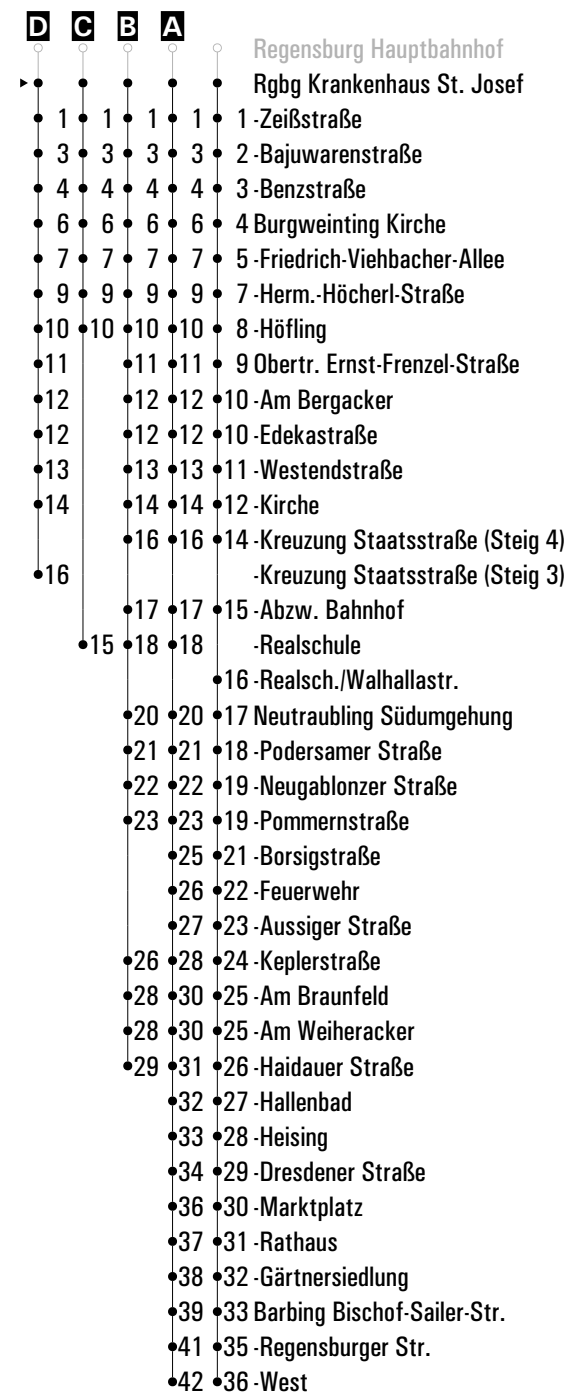 D C B A
Regensburg Hauptbahnhof
Rgbg Krankenhaus St. Josef
1 1 1 1 1 -Zeißstraße
3 3 3 3 2 -Bajuwarenstraße
4 4 4 4 3 -Benzstraße
6 6 6 6 4 Burgweinting Kirche
7 7 7 7 5 -Friedrich-Viehbacher-Allee
9 9 9 9 7 -Herm.-Höcherl-Straße
10 10 10 10 8 -Höfling
11 11 11 9 Obertr. Ernst-Frenzel-Straße
12 12 12 10 -Am Bergacker
12 12 12 10 -Edekastraße
13 13 13 11 -Westendstraße
14 14 14 12 -Kirche
16 16 14 -Kreuzung Staatsstraße (Steig 4)
16 -Kreuzung Staatsstraße (Steig 3)
17 17 15 -Abzw. Bahnhof
15 18 18 -Realschule
16 -Realsch./Walhallastr.
20 20 17 Neutraubling Südumgehung
21 21 18 -Podersamer Straße
22 22 19 -Neugablonzer Straße
23 23 19 -Pommernstraße
25 21 -Borsigstraße
26 22 -Feuerwehr
27 23 -Aussiger Straße
26 28 24 -Keplerstraße
28 30 25 -Am Braunfeld
28 30 25 -Am Weiheracker
29 31 26 -Haidauer Straße
32 27 -Hallenbad
33 28 -Heising
34 29 -Dresdener Straße
36 30 -Marktplatz
37 31 -Rathaus
38 32 -Gärtnersiedlung
39 33 Barbing Bischof-Sailer-Str.
41 35 -Regensburger Str.
42 36 -West